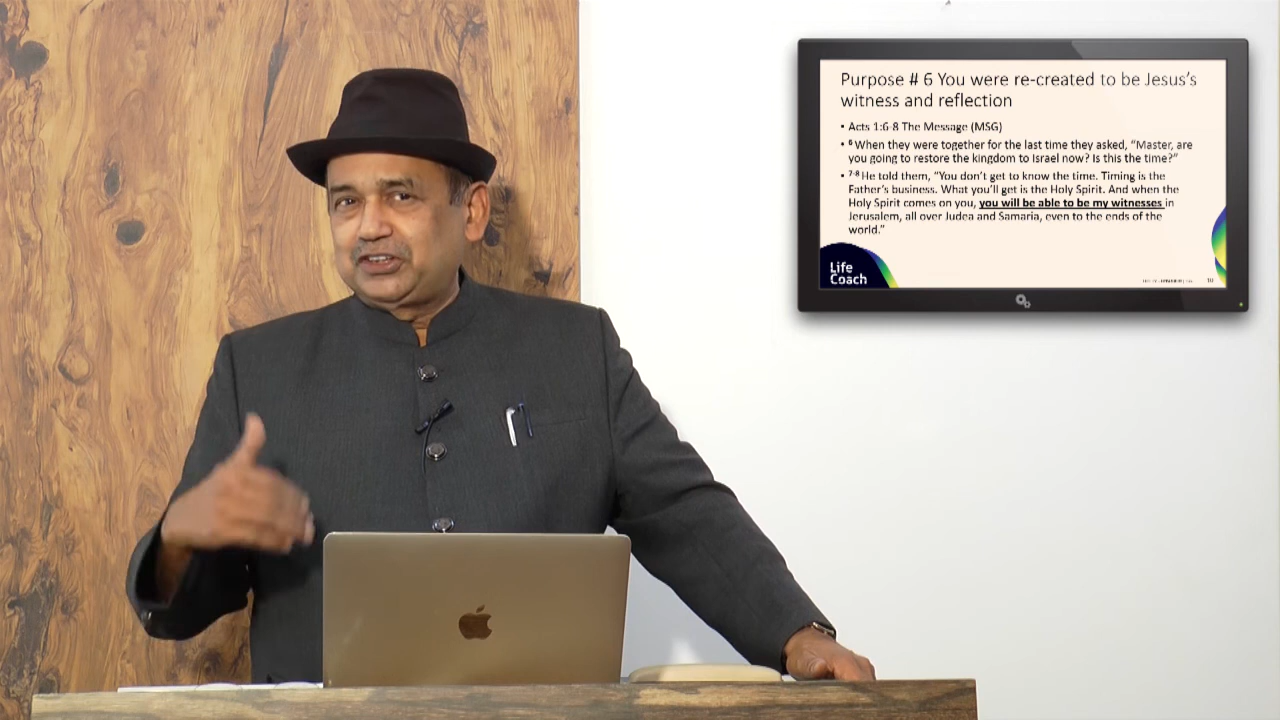 Purpose # 6 You were re-created to be Jesus's
witness and reflection
• Acts 1:6-8 The Message (MSG)
• 6 When they were together for the last time they asked, “Master, are
you going to restore the kingdom to Israel now? Is this the time?”
• 7-8 He told them, “You don’t get to know the time. Timing is the
Father’s business. What you’ll get is the Holy Spirit. And when the
Holy Spirit comes on you, you will be able to be my witnesses in
Jerusalem, all over Judea and Samaria, even to the ends of the
world.”
Life
Coach
10